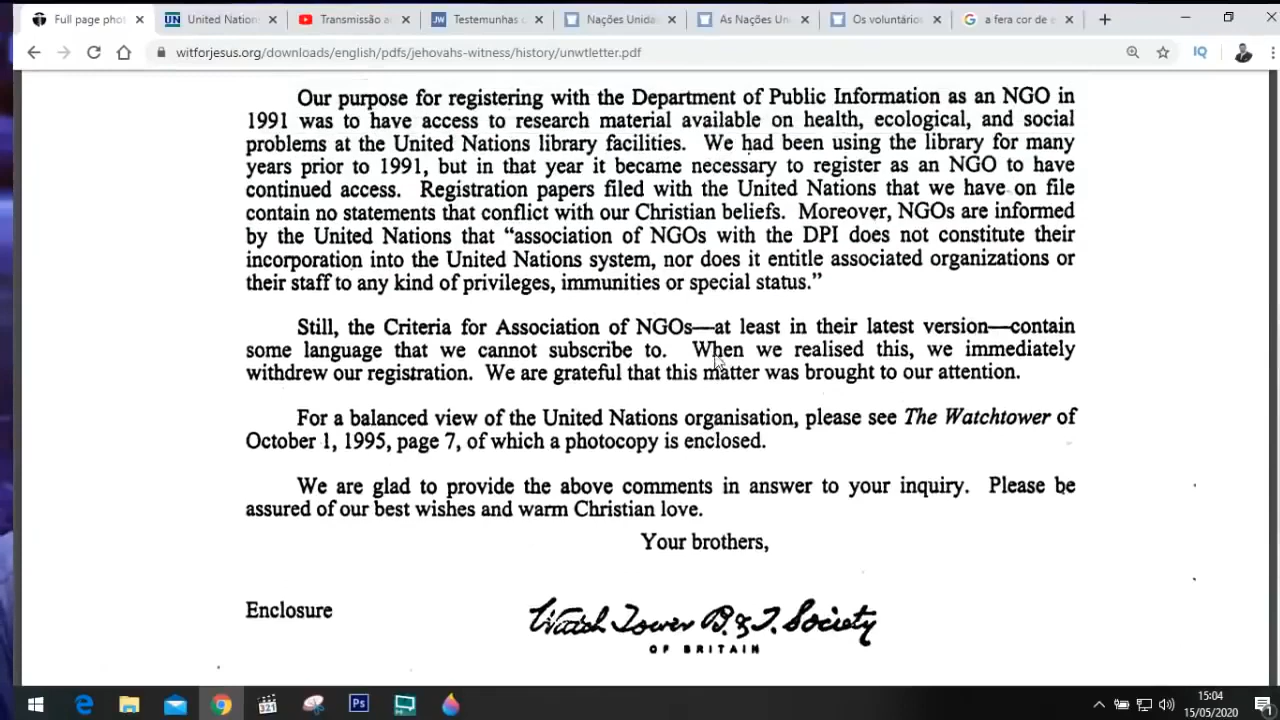 Full page phot
United Nation:
Transmissão a
Testemunhas
Nações Unida
As Nações Un
Os voluntário
a fera cor de e
witforjesus.org/downloads/english/pdfs/jehovahs-witness/history/unwtletter.pdf
IQ
Our purpose for registering with the Department of Public Information as an NGO in
1991 was to have access to research material available on health, ecological, and social
problems at the United Nations library facilities. We had been using the library for many
years prior to 1991, but in that year it became necessary to register as an NGO to have
continued access. Registration papers filed with the United Nations that we have on file
contain no statements that conflict with our Christian beliefs. Moreover, NGOs are informed
by the United Nations that “association of NGOs with the DPI does not constitute their
incorporation into the United Nations system, nor does it entitle associated organizations or
their staff to any kind of privileges, immunities or special status.”
Still, the Criteria for Association of NGOs—at least in their latest version—contain
some language that we cannot subscribe to. When we realised this, we immediately
withdrew our registration. We are grateful that this matter was brought to our attention.
For a balanced view of the United Nations organisation, please see The Watchtower of
October 1, 1995, page 7, of which a photocopy is enclosed.
We are glad to provide the above comments in answer to your inquiry. Please be
assured of our best wishes and warm Christian love.
Your brothers,
Enclosure
Watch Tower B. & T. Society
OF BRITAIN
15:04
15/05/2020